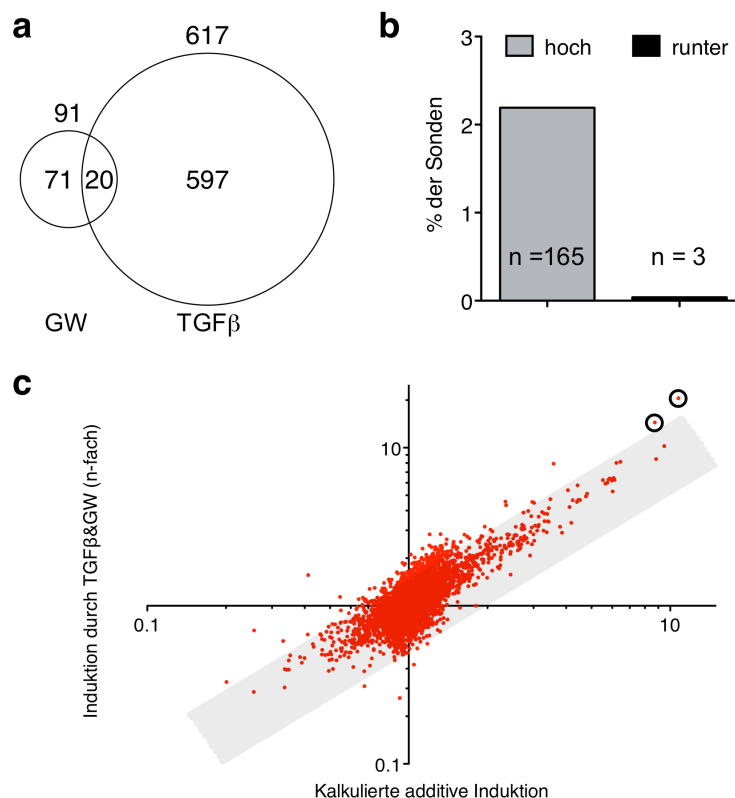 a
617
91
71 20 597
GW TGFβ
b
3
hoch runter
2
% der Sonden
1
n =165 n = 3
0
c
Induktion durch TGFβ&GW (n-fach)
10
0.1 10
0.1
Kalkulierte additive Induktion